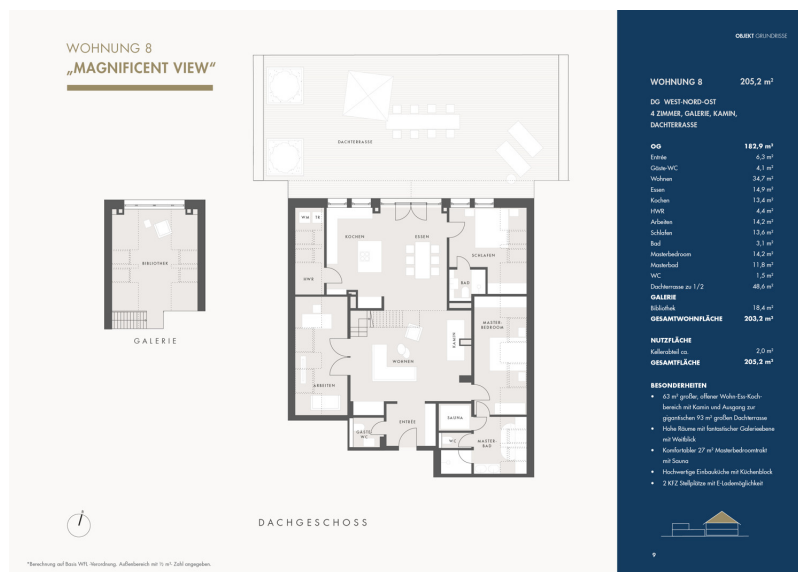 WOHNUNG 8
„MAGNIFICENT VIEW“
DACHTERRASSE
WM TR
KOCHEN
ESSEN
SCHLAFEN
HWR
BAD
BIBLIOTHEK
GALERIE
MASTER-
BEDROOM
KAMIN
WOHNEN
ARBEITEN
SAUNA
ENTRÉE
GÄSTE-
WC
WC
MASTER-
BAD
DACHGESCHOSS
*Berechnung auf Basis WFL -Verordnung. Außenbereich mit ½ m²- Zahl angegeben.
OBJEKT GRUNDRISSE
WOHNUNG 8 205,2 m²
DG WEST-NORD-OST
4 ZIMMER, GALERIE, KAMIN,
DACHTERRASSE
OG 182,9 m²
Entrée 6,3 m²
Gäste-WC 4,1 m²
Wohnen 34,7 m²
Essen 14,9 m²
Kochen 13,4 m²
HWR 4,4 m²
Arbeiten 14,2 m²
Schlafen 13,6 m²
Bad 3,1 m²
Masterbedroom 14,2 m²
Masterbad 11,8 m²
WC 1,5 m²
Dachterrasse zu 1/2 48,6 m²
GALERIE
Bibliothek 18,4 m²
GESAMTWOHNFLÄCHE 203,2 m²
NUTZFLÄCHE
Kellerabteil ca. 2,0 m²
GESAMTFLÄCHE 205,2 m²
BESONDERHEITEN
• 63 m² großer, offener Wohn-Ess-Koch-
bereich mit Kamin und Ausgang zur
gigantischen 93 m² großen Dachterrasse
• Hohe Räume mit fantastischer Galerieebene
mit Weitblick
• Komfortabler 27 m² Masterbedroomtrakt
mit Sauna
• Hochwertige Einbauküche mit Küchenblock
• 2 KFZ Stellplätze mit E-Lademöglichkeit
9